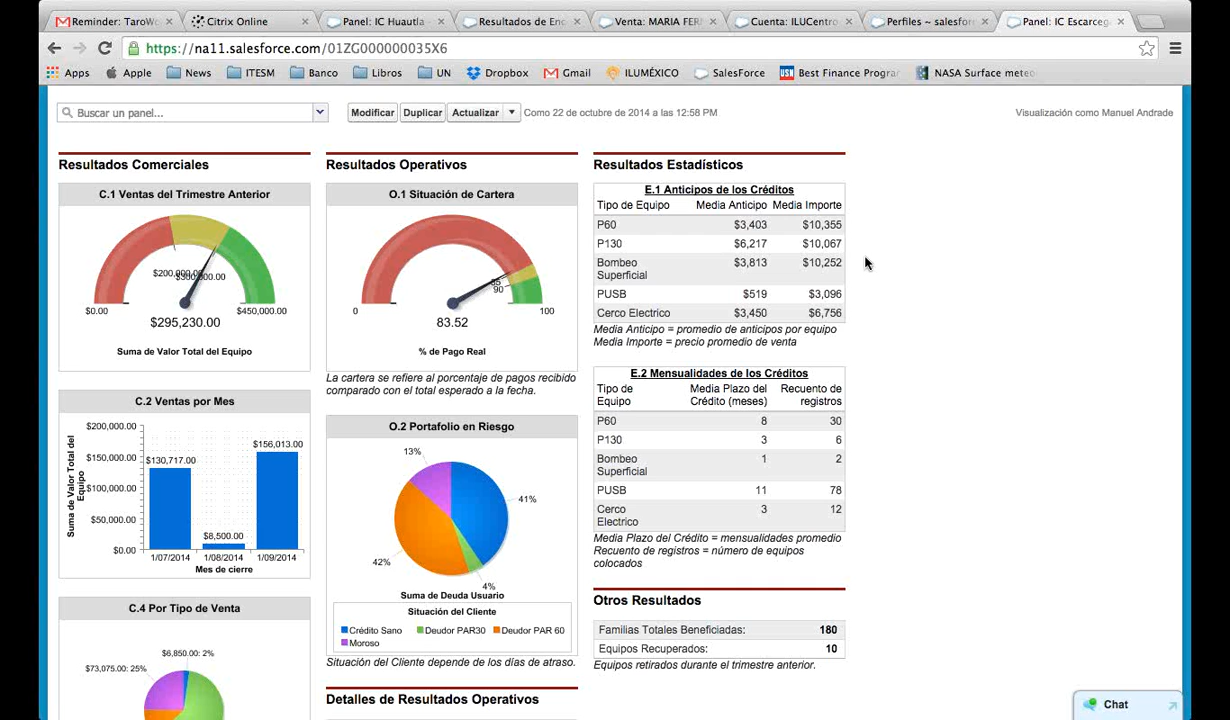 Reminder: TaroWo
Citrix Online
Panel: IC Huautla
Resultados de Enc
Venta: MARIA FER
Cuenta: ILUCentro
Perfiles ~ salesfor
Panel: IC Escarceg
https://na11.salesforce.com/01ZG000000035X6
Apps
Apple
News
ITESM
Banco
Libros
UN
Dropbox
Gmail
ILUMÉXICO
SalesForce
Best Finance Progra
NASA Surface meteo
Buscar un panel...
Modificar
Duplicar
Actualizar
Como 22 de octubre de 2014 a las 12:58 PM
Visualización como Manuel Andrade
Resultados Comerciales
C.1 Ventas del Trimestre Anterior
$200,000.00
$300,000.00
$0.00
$450,000.00
$295,230.00
Suma de Valor Total del Equipo
C.2 Ventas por Mes
Suma de Valor Total del
Equipo
$200,000.00
$150,000.00
$100,000.00
$50,000.00
$0.00
$130,717.00
$8,500.00
$156,013.00
1/07/2014 1/08/2014 1/09/2014
Mes de cierre
C.4 Por Tipo de Venta
$6,850.00: 2%
$73,075.00: 25%
Resultados Operativos
O.1 Situación de Cartera
90
0
100
83.52
% de Pago Real
La cartera se refiere al porcentaje de pagos recibido
comparado con el total esperado a la fecha.
O.2 Portafolio en Riesgo
13%
41%
42%
4%
Suma de Deuda Usuario
Situación del Cliente
Crédito Sano Deudor PAR30 Deudor PAR 60
Moroso
Situación del Cliente depende de los días de atraso.
Detalles de Resultados Operativos
Resultados Estadísticos
E.1 Anticipos de los Créditos
Tipo de Equipo Media Anticipo Media Importe
P60 $3,403 $10,355
P130 $6,217 $10,067
Bombeo $3,813 $10,252
Superficial
PUSB $519 $3,096
Cerco Electrico $3,450 $6,756
Media Anticipo = promedio de anticipos por equipo
Media Importe = precio promedio de venta
E.2 Mensualidades de los Créditos
Tipo de Media Plazo del Recuento de
Equipo Crédito (meses) registros
P60 8 30
P130 3 6
Bombeo 1 2
Superficial
PUSB 11 78
Cerco 3 12
Electrico
Media Plazo del Crédito = mensualidades promedio
Recuento de registros = número de equipos
colocados
Otros Resultados
Familias Totales Beneficiadas: 180
Equipos Recuperados: 10
Equipos retirados durante el trimestre anterior.
Chat